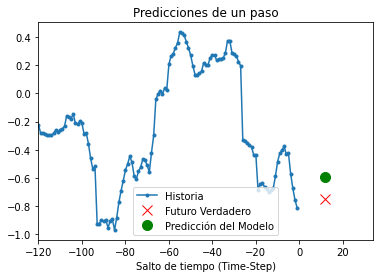 Predicciones de un paso
0.4
0.2
0.0
−0.2
−0.4
−0.6
−0.8
−1.0
Historia
Futuro Verdadero
Predicción del Modelo
−120 −100 −80 −60 −40 −20 0 20
Salto de tiempo (Time-Step)